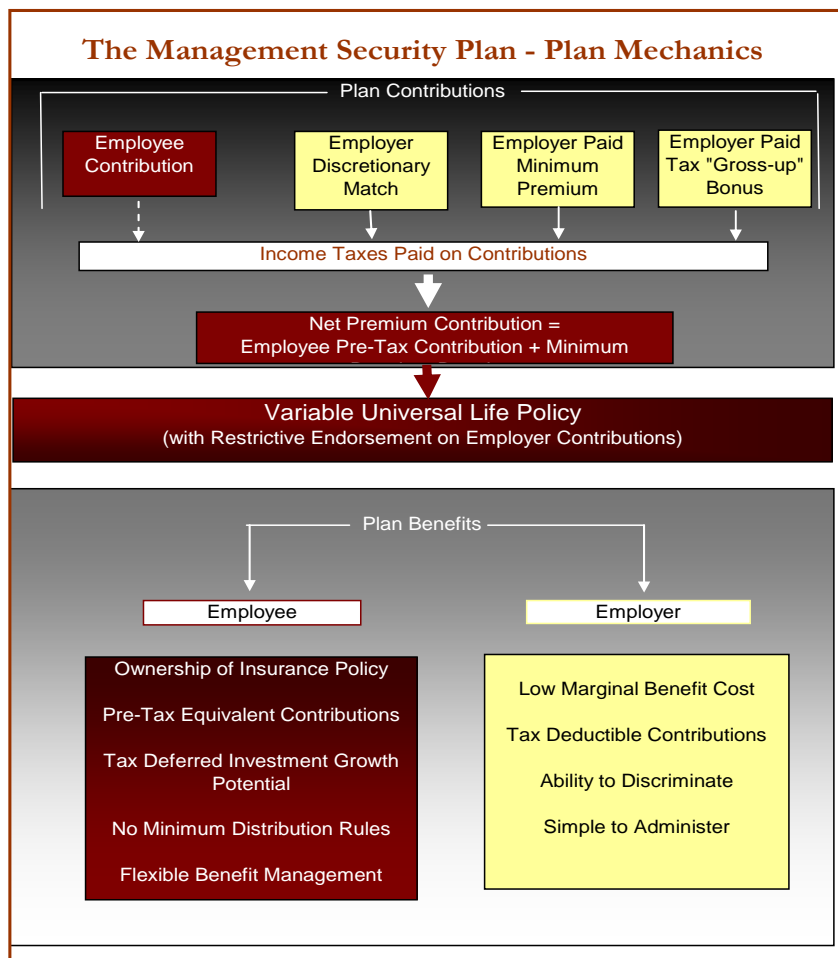 The Management Security Plan - Plan Mechanics
Plan Contributions
Employee
Contribution
Employer
Discretionary
Match
Employer Paid
Minimum
Premium
Employer Paid
Tax "Gross-up"
Bonus
Income Taxes Paid on Contributions
Net Premium Contribution =
Employee Pre-Tax Contribution + Minimum
Variable Universal Life Policy
(with Restrictive Endorsement on Employer Contributions)
Plan Benefits
Employee
Employer
Ownership of Insurance Policy
Pre-Tax Equivalent Contributions
Tax Deferred Investment Growth
Potential
No Minimum Distribution Rules
Flexible Benefit Management
Low Marginal Benefit Cost
Tax Deductible Contributions
Ability to Discriminate
Simple to Administer